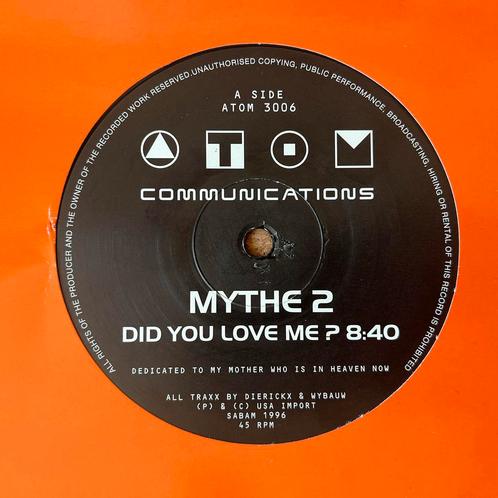 ALL RIGHTS OF THE PRODUCER AND THE OWNER OF THE RECORDED WORK RESERVED.UNAUTHORISED COPYING, PUBLIC PERFORMANCE, BROADCASTING, HIRING OR RENTAL OF THIS RECORD IS PROHIBITED
A SIDE
ATOM 3006
ATOM
COMMUNICATIONS
MYTHE 2
DID YOU LOVE ME ? 8:40
DEDICATED TO MY MOTHER WHO IS IN HEAVEN NOW
ALL TRAXX BY DIERICKX & WYBAUW
(P) & (C) USA IMPORT
SABAM 1996
45 RPM